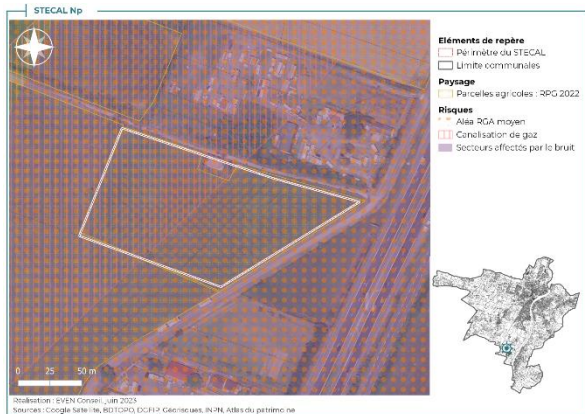 STECAL Np
Eléments de repère
Périmètre du STECAL
Limite communales
Paysage
Parcelles agricoles : RPG 2022
Risques
Aléa RGA moyen
Canalisation de gaz
Secteurs affectés par le bruit
0 25 50 m
Réalisation : EVEN Conseil, juin 2023
Sources : Google Satellite, BDTOPO, DGFIP, Géorisques, INPN, Atlas du patrimoine